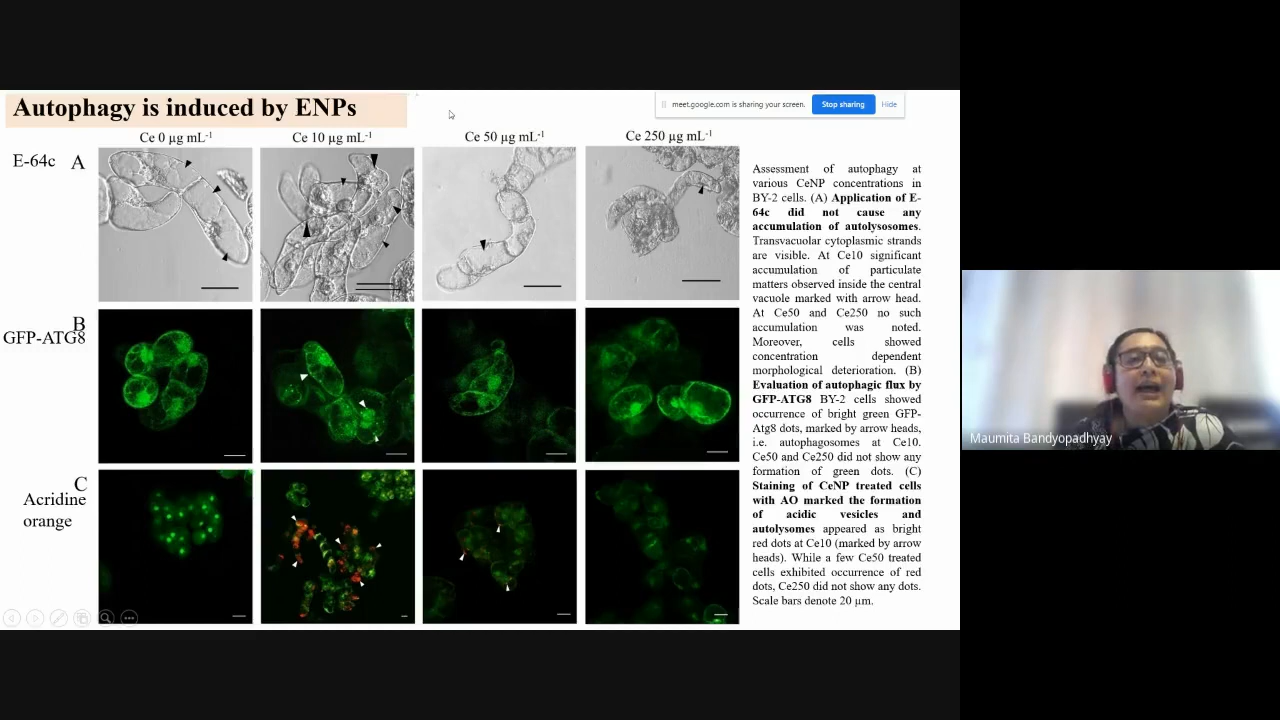 Autophagy is induced by ENPs
meet.google.com is sharing your screen.
Stop sharing
Hide
Ce 0 µg mL-1
Ce 10 µg mL-1
Ce 50 µg mL-1
Ce 250 µg mL-1
E-64c
A
B
GFP-ATG8
C
Acridine
orange
Assessment of autophagy at
various CeNP concentrations in
BY-2 cells. (A) Application of E-
64c did not cause any
accumulation of autolysosomes.
Transvacuolar cytoplasmic strands
are visible. At Ce10 significant
accumulation of particulate
matters observed inside the central
vacuole marked with arrow head.
At Ce50 and Ce250 no such
accumulation was noted.
Moreover, cells showed
concentration dependent
morphological deterioration. (B)
Evaluation of autophagic flux by
GFP-ATG8 BY-2 cells showed
occurrence of bright green GFP-
Atg8 dots, marked by arrow heads,
i.e. autophagosomes at Ce10.
Ce50 and Ce250 did not show any
formation of green dots. (C)
Staining of CeNP treated cells
with AO marked the formation
of acidic vesicles and
autolysomes appeared as bright
red dots at Ce10 (marked by arrow
heads). While a few Ce50 treated
cells exhibited occurrence of red
dots, Ce250 did not show any dots.
Scale bars denote 20 µm.
Maumita Bandyopadhyay